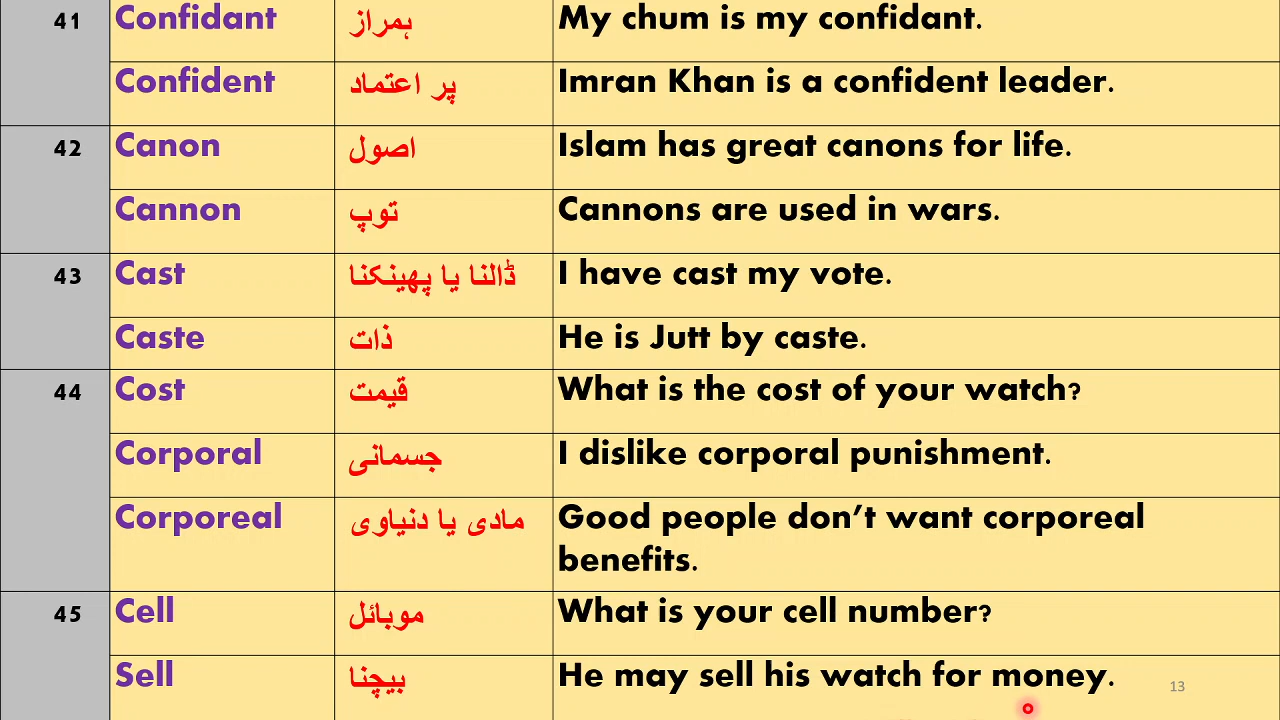 41 Confidant ہمراز My chum is my confidant.
Confident پر اعتماد Imran Khan is a confident leader.
42 Canon اصول Islam has great canons for life.
Cannon توپ Cannons are used in wars.
43 Cast ڈالنا یا پھینکنا I have cast my vote.
Caste ذات He is Jutt by caste.
44 Cost قیمت What is the cost of your watch?
Corporal جسمانی I dislike corporal punishment.
Corporeal مادی یا دنیاوی Good people don’t want corporeal
benefits.
45 Cell موبائل What is your cell number?
Sell بیچنا He may sell his watch for money.
13